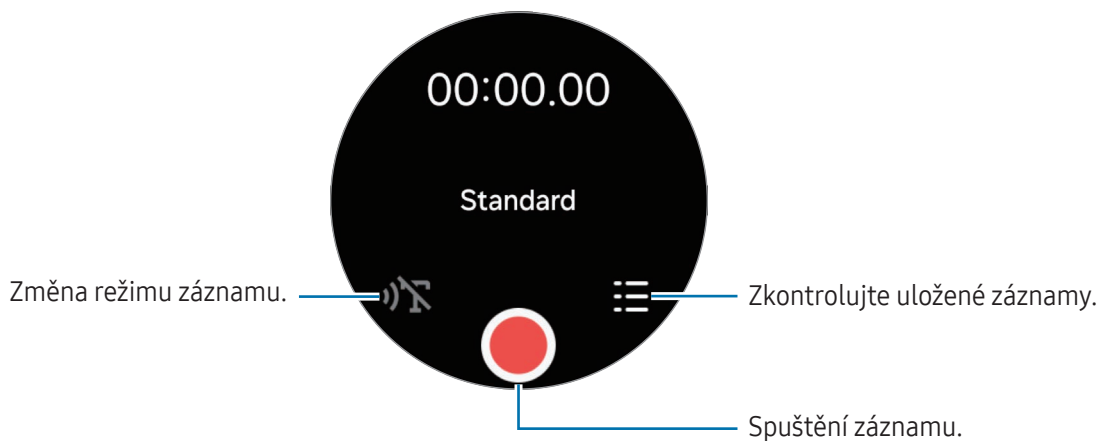 00:00.00
Standard
Změna režimu záznamu.
Zkontrolujte uložené záznamy.
Spuštění záznamu.